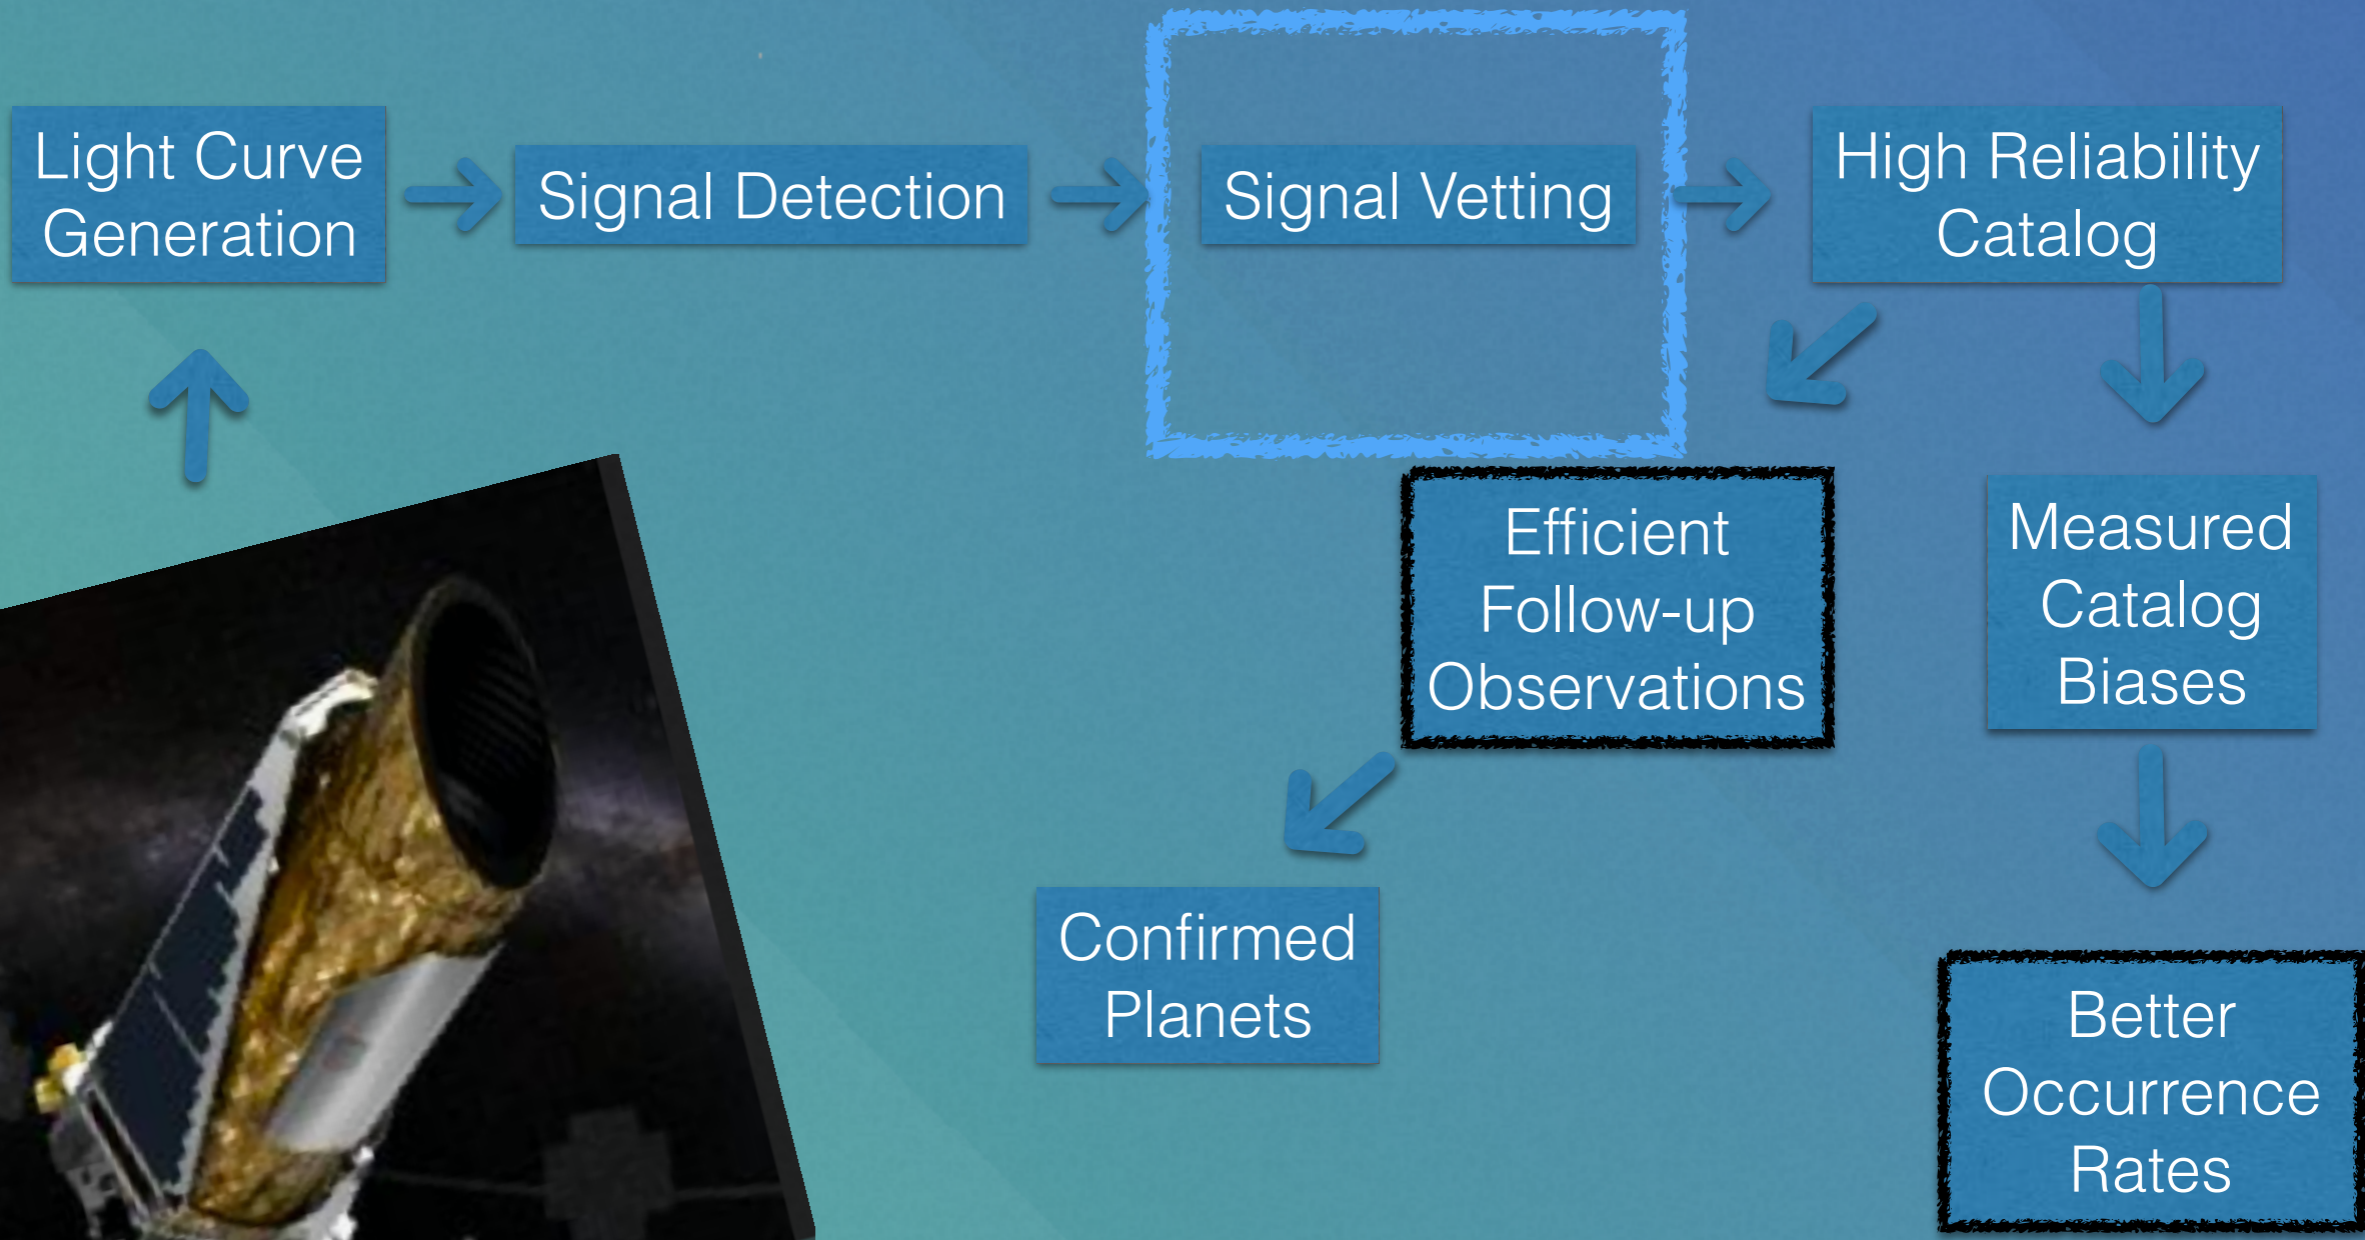 Light Curve
Generation
Signal Detection
Signal Vetting
High Reliability
Catalog
Efficient
Follow-up
Observations
Measured
Catalog
Biases
Confirmed
Planets
Better
Occurrence
Rates